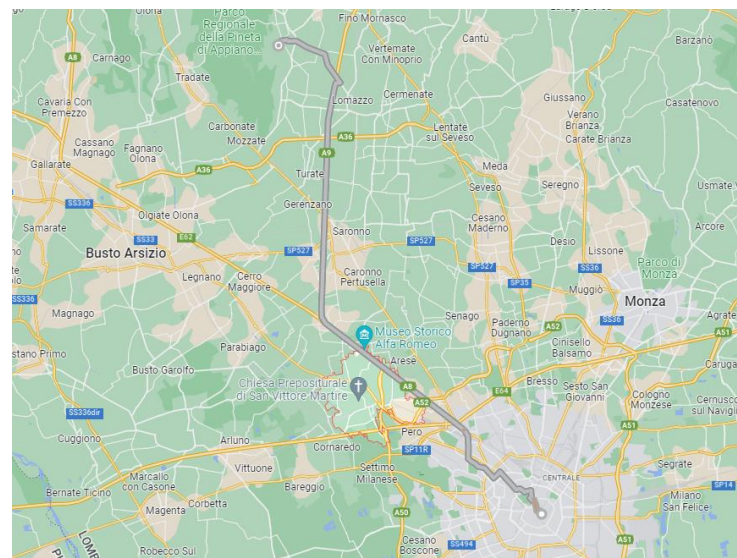 Parco
Regionale
della Pineta
di Appiano...
Olona
A8
Carnago
Tradate
Fino Mornasco
Vertemate
Con Minoprio
Cantù
Barzanò
Cavaria Con
Premezzo
Lomazzo
Cermenate
Giussano
Verano
Brianza
Casatenovo
Carbonate
Mozzate
A36
Lentate
sul Seveso
Carate Brianza
Cassano
Magnago
Fagnano
Olona
A9
Gallarate
A36
Turate
Meda
Seveso
Seregno
Usmate
SS336
Olgiate Olona
Gerenzano
Cesano
Maderno
Samarate
SS33
E62
Saronno
Desio
Arcore
Busto Arsizio
SP527
SP527
Lissone
Parco di
Monza
Legnano
Cerro
Maggiore
Caronno
Pertusella
SP527
SP35
SS36
Muggiò
SS336
Monza
Magnago
Senago
Paderno
Dugnano
A52
SS36
Agrate
Museo Storico
Alfa Romeo
A51
stano Primo
Parabiago
Arese
Cinisello
Balsamo
Busto Garolfo
Chiesa Prepositurale
di San Vittore Martire
A8
A52
E64
Bresso
Sesto San
Giovanni
Caruga
Cologno
Monzese
Cernusco
sul Navigli
SS336dir
Cuggiono
Arluno
Cornaredo
Pero
SP11R
A51
Vittuone
Settimo
Milanese
CENTRALE
Segrate
Bernate Ticino
Marcallo
con Casone
Bareggio
SP14
Corbetta
Magenta
A50
Milano
San Felice
Robecco Sul
Cesano
Boscone
SS494
A51